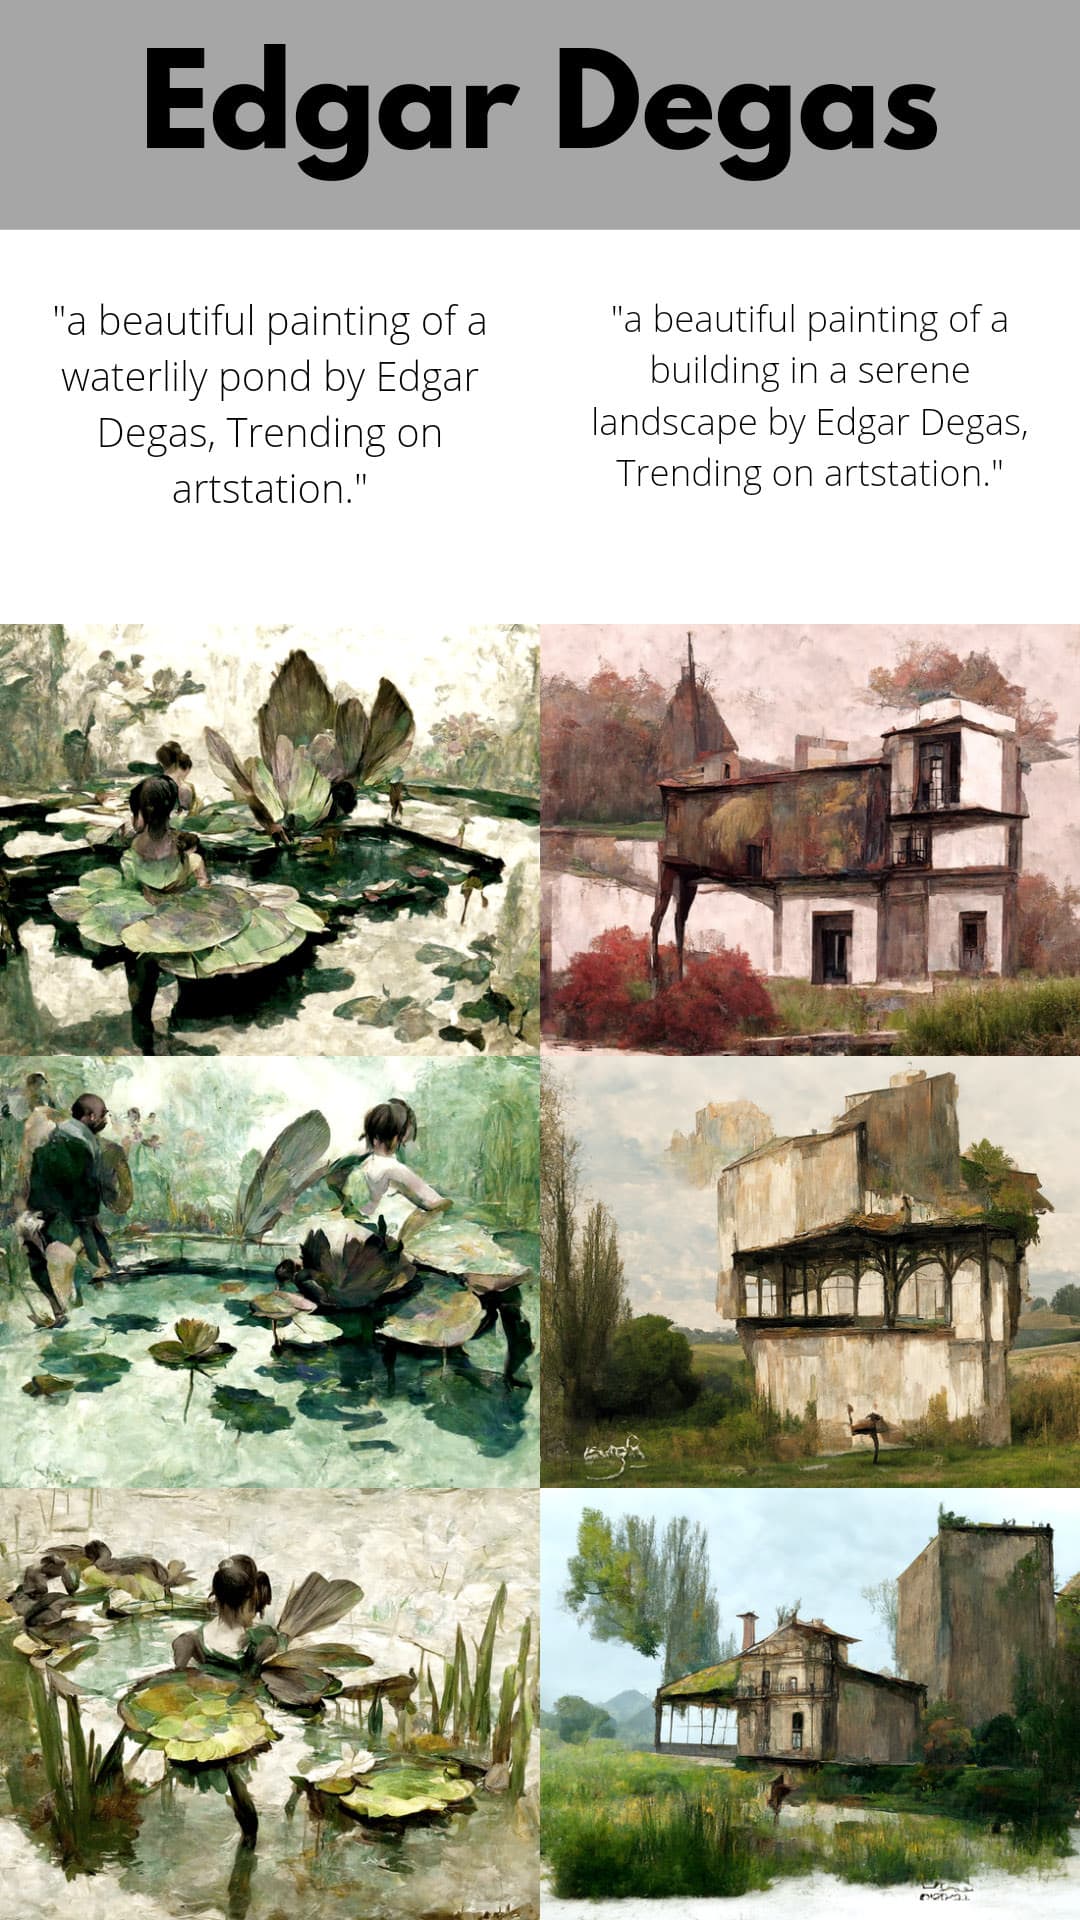 Edgar Degas
"a beautiful painting of a
waterlily pond by Edgar
Degas, Trending on
artstation."
"a beautiful painting of a
building in a serene
landscape by Edgar Degas,
Trending on artstation."